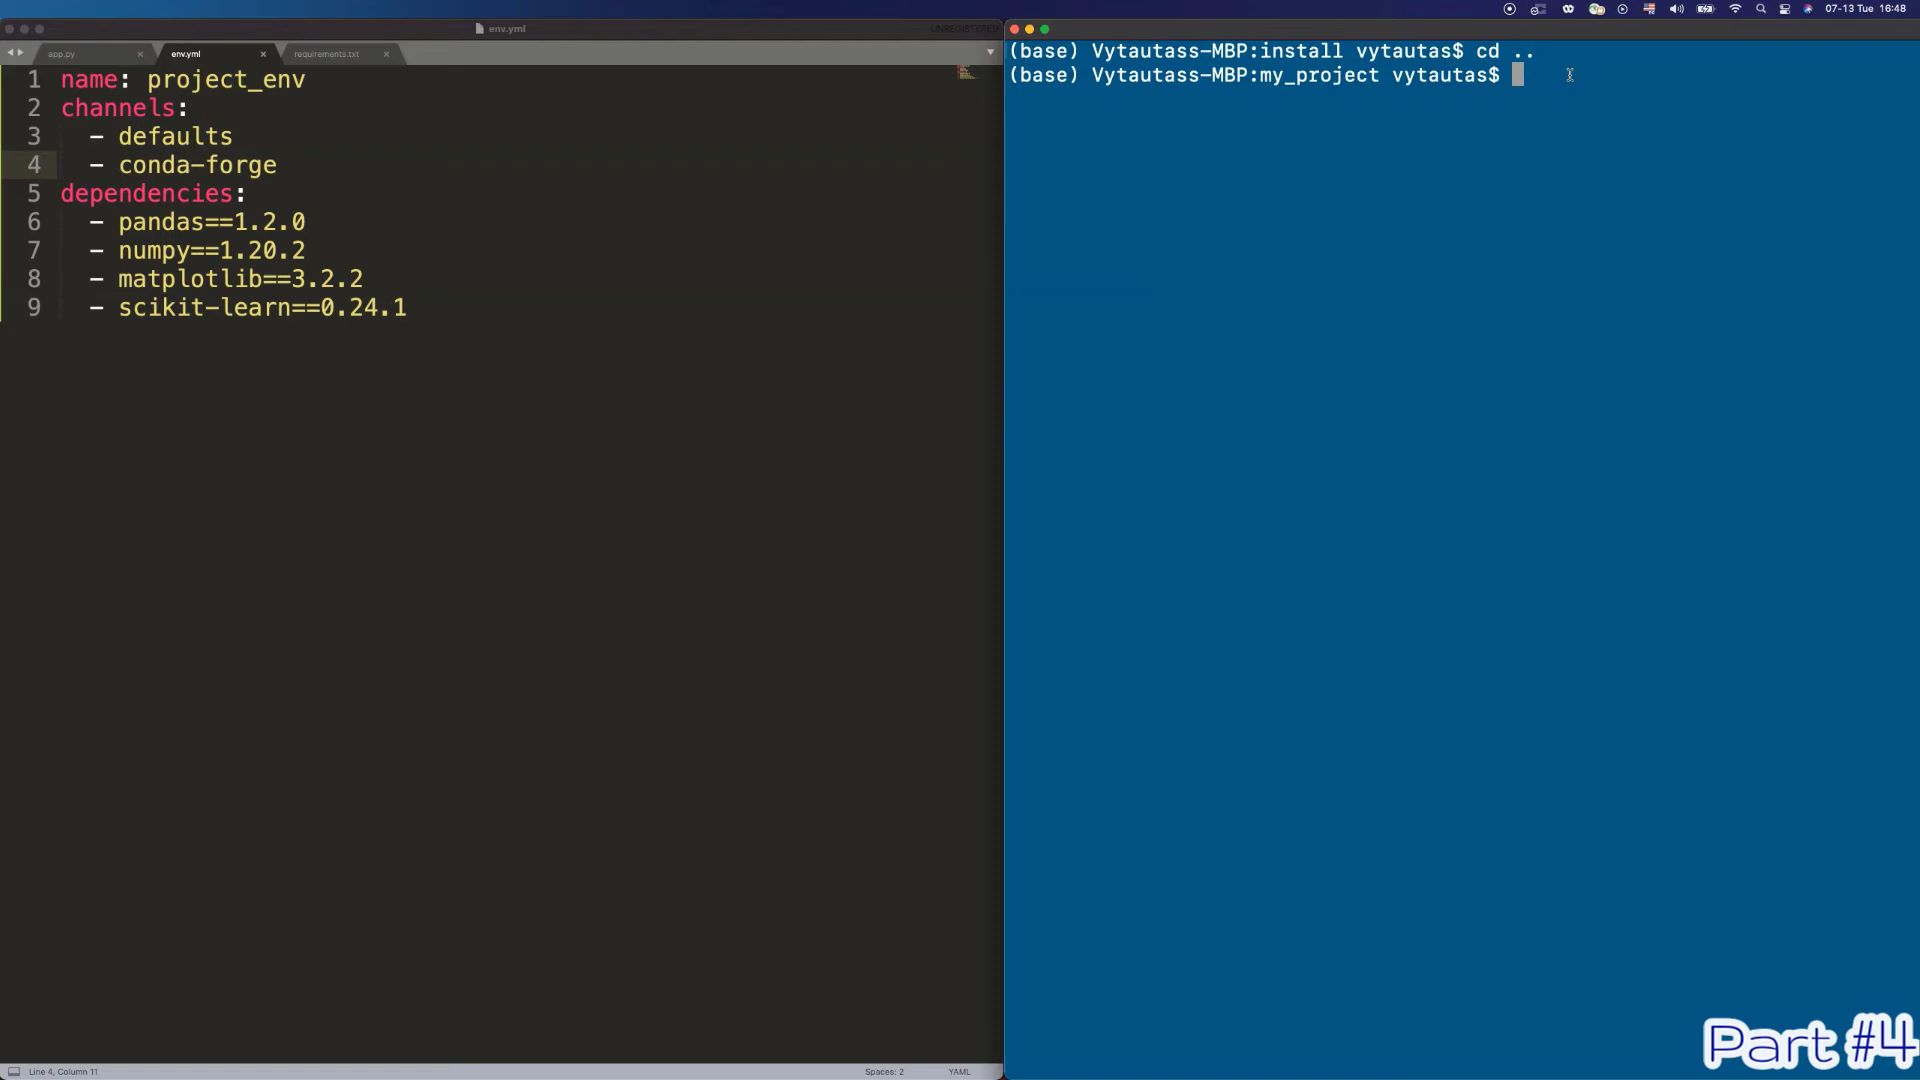 07-13 Tue 16:48
env.yml
UNREGISTERED
app.py
env.yml
requirements.txt
1 name: project_env
2 channels:
3 - defaults
4 - conda-forge
5 dependencies:
6 - pandas==1.2.0
7 - numpy==1.20.2
8 - matplotlib==3.2.2
9 - scikit-learn==0.24.1
(base) Vytautass-MBP:install vytautas$ cd ..
(base) Vytautass-MBP:my_project vytautas$
Part #4
Line 4, Column 11
Spaces: 2
YAML